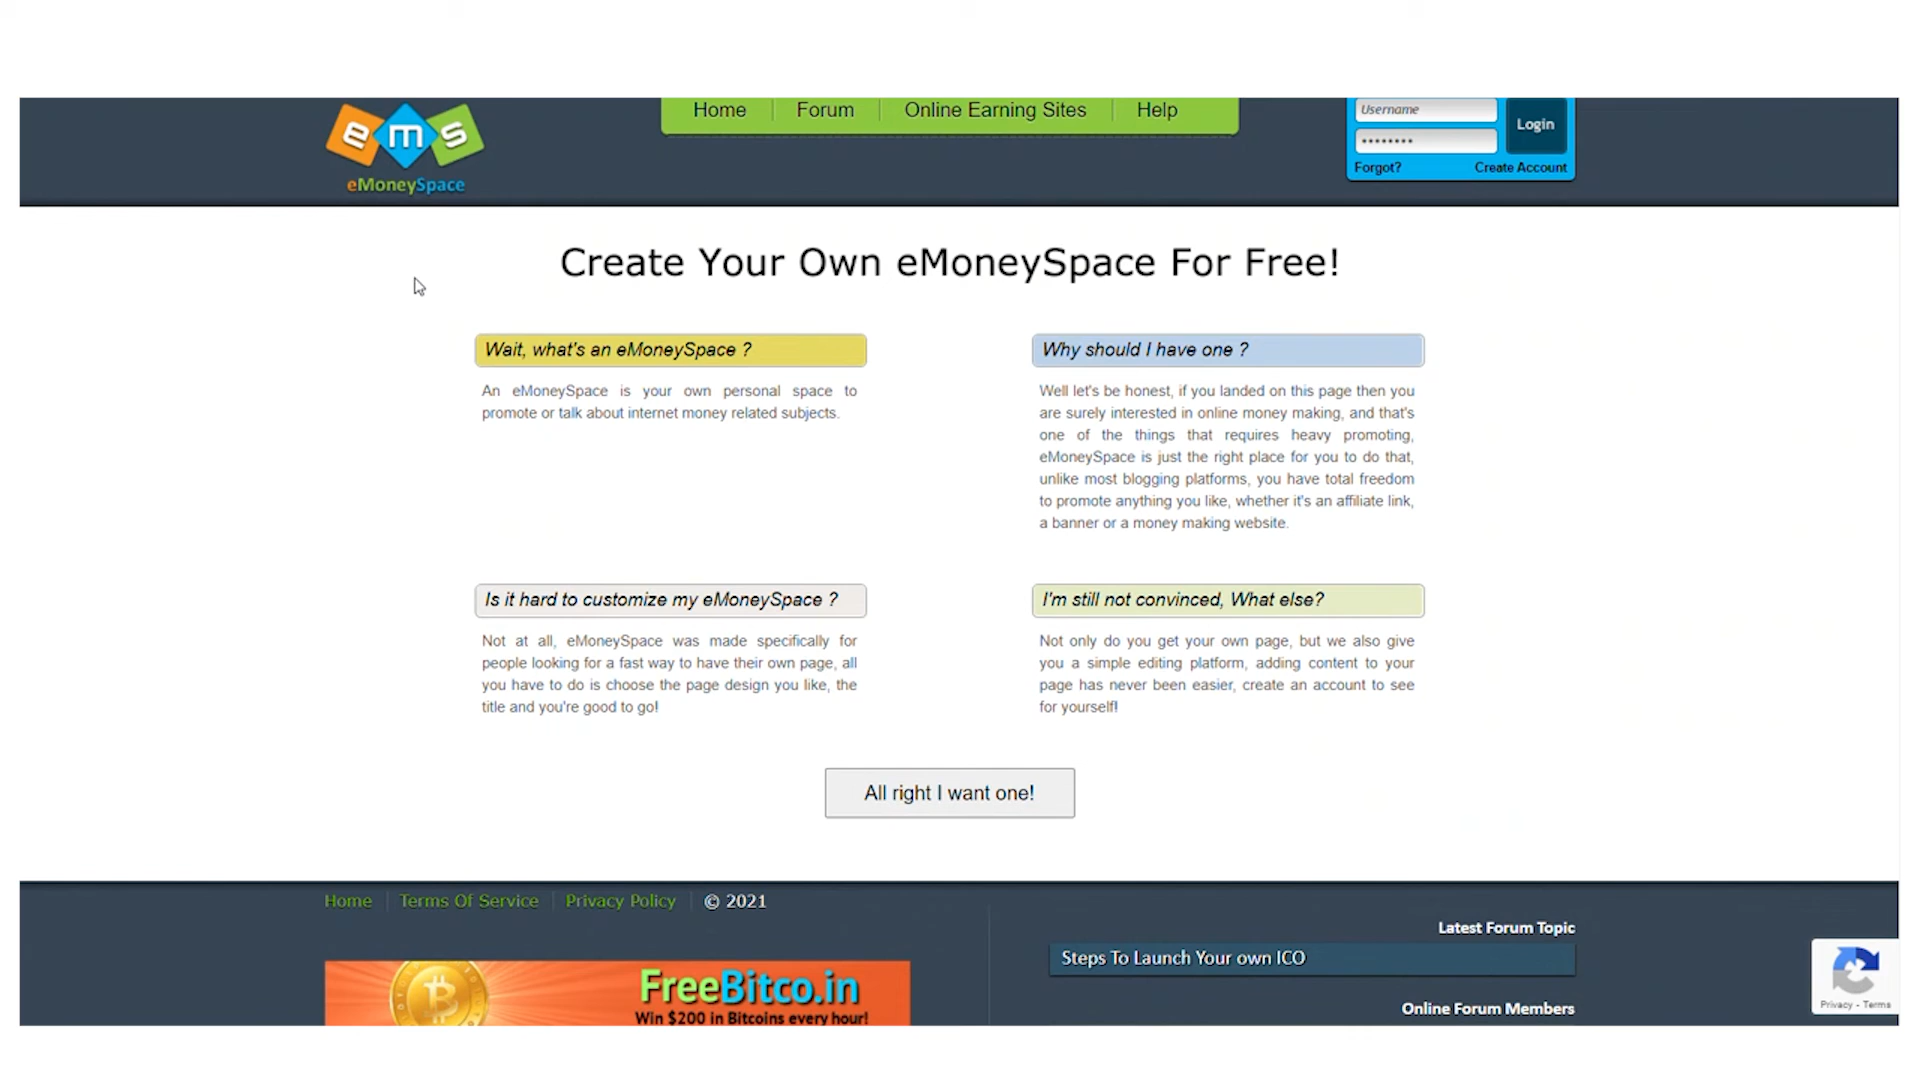 ems
eMoneySpace
Home
Forum
Online Earning Sites
Help
Username
••••••••
Login
Forgot?
Create Account
Create Your Own eMoneySpace For Free!
Wait, what's an eMoneySpace ?
An eMoneySpace is your own personal space to
promote or talk about internet money related subjects.
Why should I have one ?
Well let's be honest, if you landed on this page then you
are surely interested in online money making, and that's
one of the things that requires heavy promoting,
eMoneySpace is just the right place for you to do that,
unlike most blogging platforms, you have total freedom
to promote anything you like, whether it's an affiliate link,
a banner or a money making website.
Is it hard to customize my eMoneySpace ?
Not at all, eMoneySpace was made specifically for
people looking for a fast way to have their own page, all
you have to do is choose the page design you like, the
title and you're good to go!
I'm still not convinced, What else?
Not only do you get your own page, but we also give
you a simple editing platform, adding content to your
page has never been easier, create an account to see
for yourself!
All right I want one!
Home
Terms Of Service
Privacy Policy
© 2021
Latest Forum Topic
Steps To Launch Your own ICO
Online Forum Members
FreeBitco.in
Win $200 in Bitcoins every hour!
Privacy - Terms